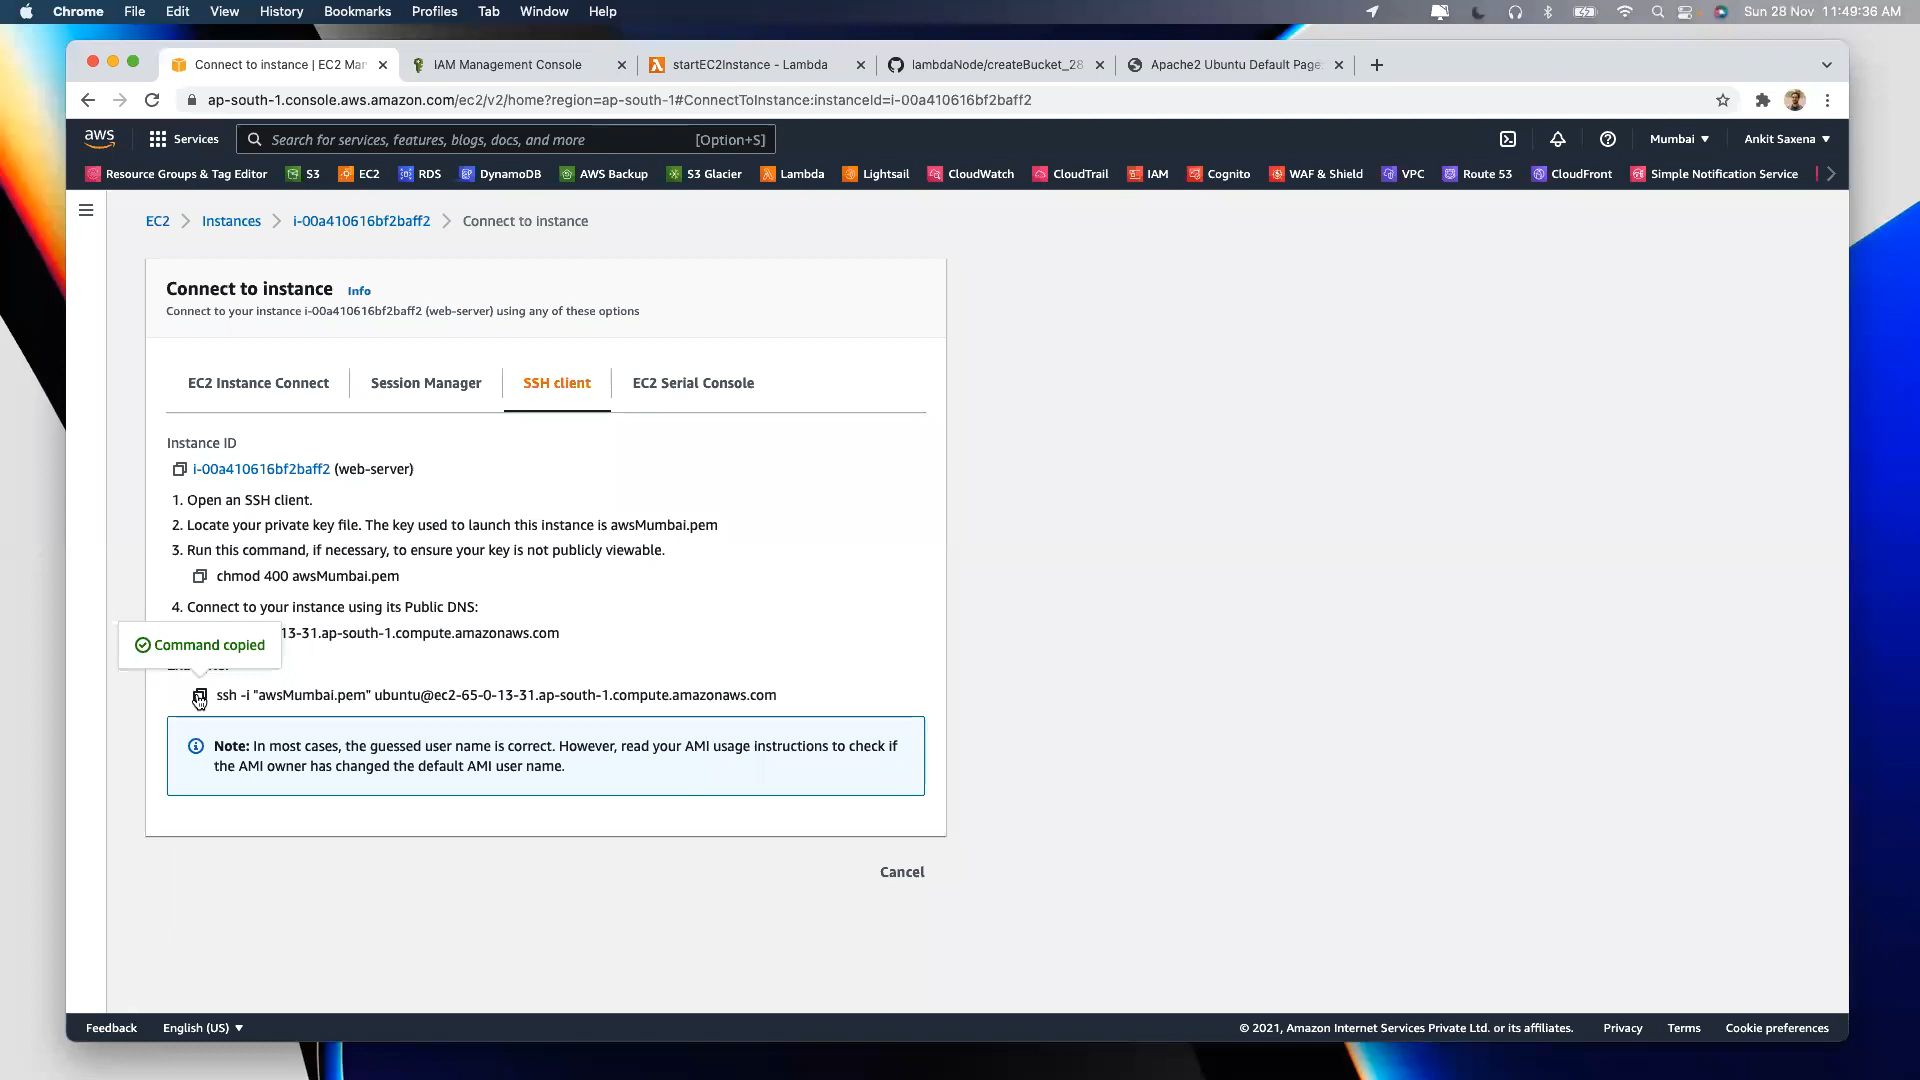 Chrome File Edit View History Bookmarks Profiles Tab Window Help Sun 28 Nov 11:49:36 AM
Connect to instance | EC2 Mar IAM Management Console startEC2Instance - Lambda lambdaNode/createBucket_28 Apache2 Ubuntu Default Page:
ap-south-1.console.aws.amazon.com/ec2/v2/home?region=ap-south-1#ConnectToInstance:instanceId=i-00a410616bf2baff2
aws Services Search for services, features, blogs, docs, and more [Option+S] Mumbai Ankit Saxena
Resource Groups & Tag Editor S3 EC2 RDS DynamoDB AWS Backup S3 Glacier Lambda Lightsail CloudWatch CloudTrail IAM Cognito WAF & Shield VPC Route 53 CloudFront Simple Notification Service
EC2 Instances i-00a410616bf2baff2 Connect to instance
Connect to instance Info
Connect to your instance i-00a410616bf2baff2 (web-server) using any of these options
EC2 Instance Connect Session Manager SSH client EC2 Serial Console
Instance ID
i-00a410616bf2baff2 (web-server)
1. Open an SSH client.
2. Locate your private key file. The key used to launch this instance is awsMumbai.pem
3. Run this command, if necessary, to ensure your key is not publicly viewable.
chmod 400 awsMumbai.pem
4. Connect to your instance using its Public DNS:
13-31.ap-south-1.compute.amazonaws.com
Command copied
ssh -i "awsMumbai.pem" ubuntu@ec2-65-0-13-31.ap-south-1.compute.amazonaws.com
Note: In most cases, the guessed user name is correct. However, read your AMI usage instructions to check if
the AMI owner has changed the default AMI user name.
Cancel
Feedback English (US) © 2021, Amazon Internet Services Private Ltd. or its affiliates. Privacy Terms Cookie preferences